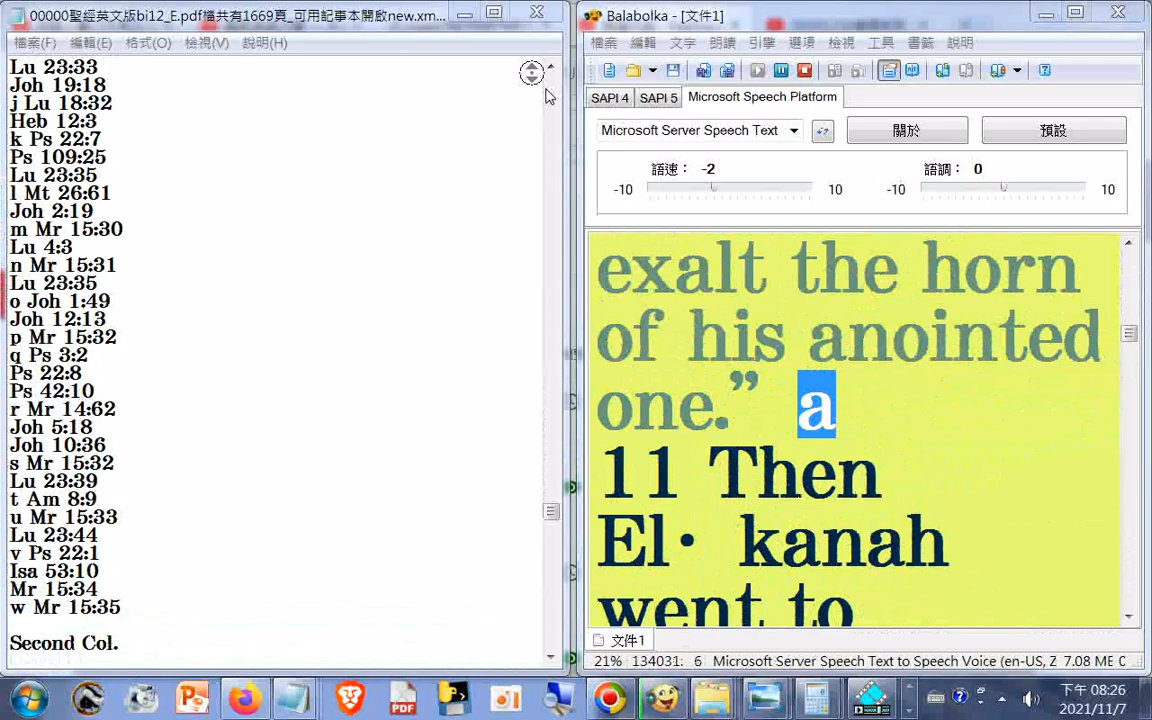 00000聖經英文版bi12_E.pdf檔共有1669頁_可用記事本開啟new.xm...
檔案(F) 編輯(E) 格式(O) 檢視(V) 說明(H)
Lu 23:33
Joh 19:18
j Lu 18:32
Heb 12:3
k Ps 22:7
Ps 109:25
Lu 23:35
l Mt 26:61
Joh 2:19
m Mr 15:30
Lu 4:3
n Mr 15:31
Lu 23:35
o Joh 1:49
Joh 12:13
p Mr 15:32
q Ps 3:2
Ps 22:8
Ps 42:10
r Mr 14:62
Joh 5:18
Joh 10:36
s Mr 15:32
Lu 23:39
t Am 8:9
u Mr 15:33
Lu 23:44
v Ps 22:1
Isa 53:10
Mr 15:34
w Mr 15:35
Second Col.
Balabolka - [文件1]
檔案 編輯 文字 朗讀 引擎 選項 檢視 工具 書籤 說明
SAPI 4 SAPI 5 Microsoft Speech Platform
Microsoft Server Speech Text 關於 預設
語速： -2 語調： 0
-10 10 -10 10
exalt the horn
of his anointed
one.” a
11 Then
El· kanah
went to
文件1
21% 134031: 6 Microsoft Server Speech Text to Speech Voice (en-US, Z 7.08 ME C
PDF
下午 08:26
2021/11/7